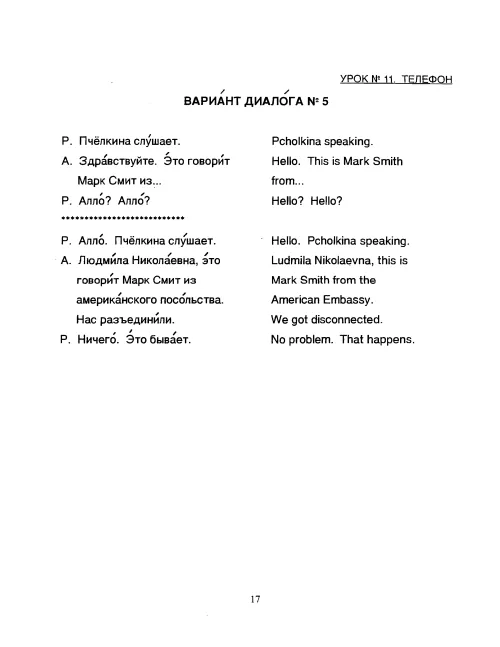 УРОК № 11. ТЕЛЕФОН
ВАРИА́НТ ДИАЛО́ГА № 5
Р. Пчёлкина слу́шает.
А. Здра́вствуйте. Э́то говори́т
Марк Смит из...
Р. Алло́? Алло́?
***************************
Р. Алло́. Пчёлкина слу́шает.
А. Людми́ла Никола́евна, э́то
говори́т Марк Смит из
америка́нского посо́льства.
Нас разъедини́ли.
Р. Ничего́. Э́то быва́ет.
Pcholkina speaking.
Hello. This is Mark Smith
from...
Hello? Hello?
Hello. Pcholkina speaking.
Ludmila Nikolaevna, this is
Mark Smith from the
American Embassy.
We got disconnected.
No problem. That happens.
17